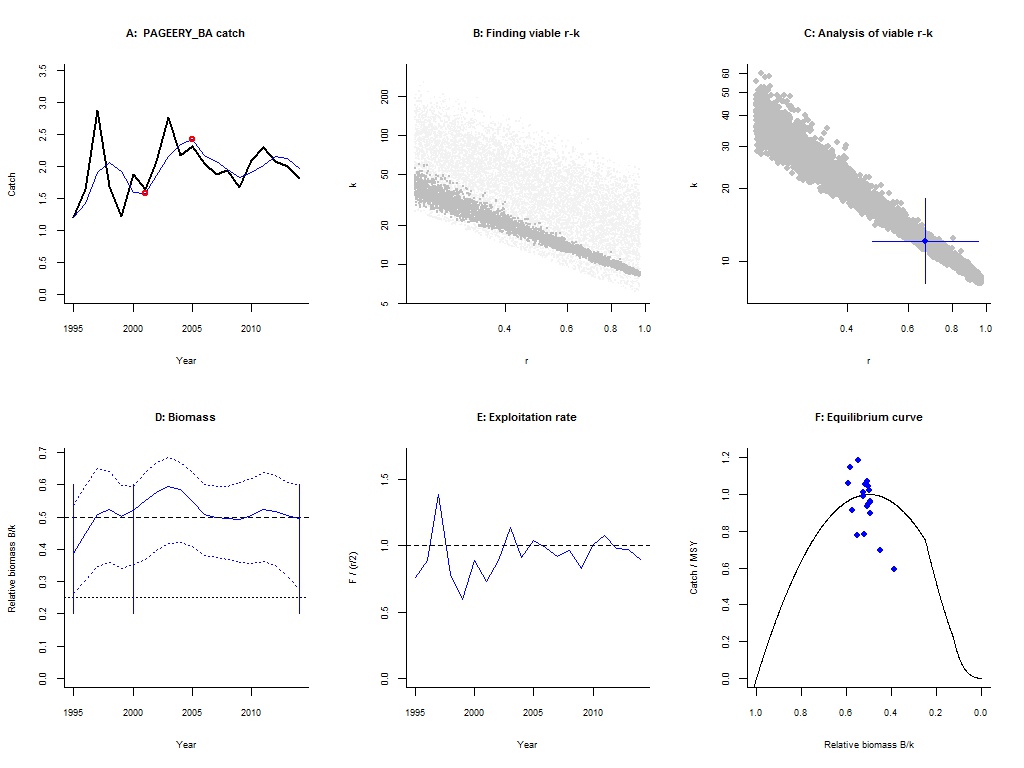 A:  PAGEERY_BA catch
Catch
3.5
3.0
2.5
2.0
1.5
1.0
0.5
0.0
1995 2000 2005 2010
Year
B: Finding viable r-k
k
200
100
50
20
10
5
0.4 0.6 0.8 1.0
r
C: Analysis of viable r-k
k
60
50
40
30
20
10
0.4 0.6 0.8 1.0
r
D: Biomass
Relative biomass B/k
0.7
0.6
0.5
0.4
0.3
0.2
0.1
0.0
1995 2000 2005 2010
Year
E: Exploitation rate
F / (r/2)
1.5
1.0
0.5
0.0
1995 2000 2005 2010
Year
F: Equilibrium curve
Catch / MSY
1.2
1.0
0.8
0.6
0.4
0.2
0.0
1.0 0.8 0.6 0.4 0.2 0.0
Relative biomass B/k